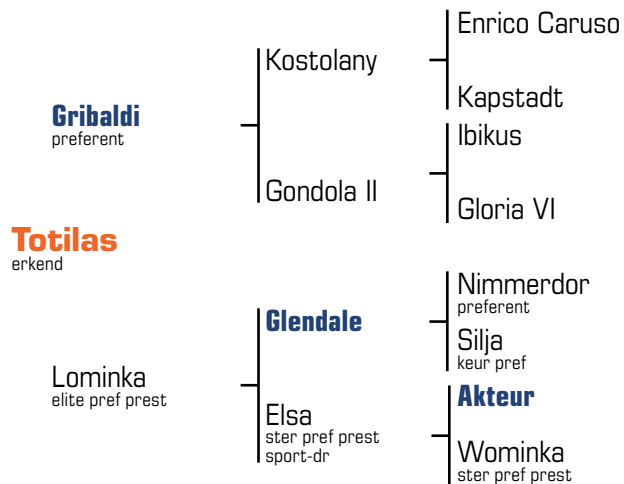 Enrico Caruso
Kostolany
Kapstadt
Gribaldi
preferent
Ibikus
Gondola II
Gloria VI
Totilas
erkend
Nimmerdor
preferent
Glendale
Silja
keur pref
Lominka
elite pref prest
Akteur
Elsa
ster pref prest
sport-dr
Wominka
ster pref prest